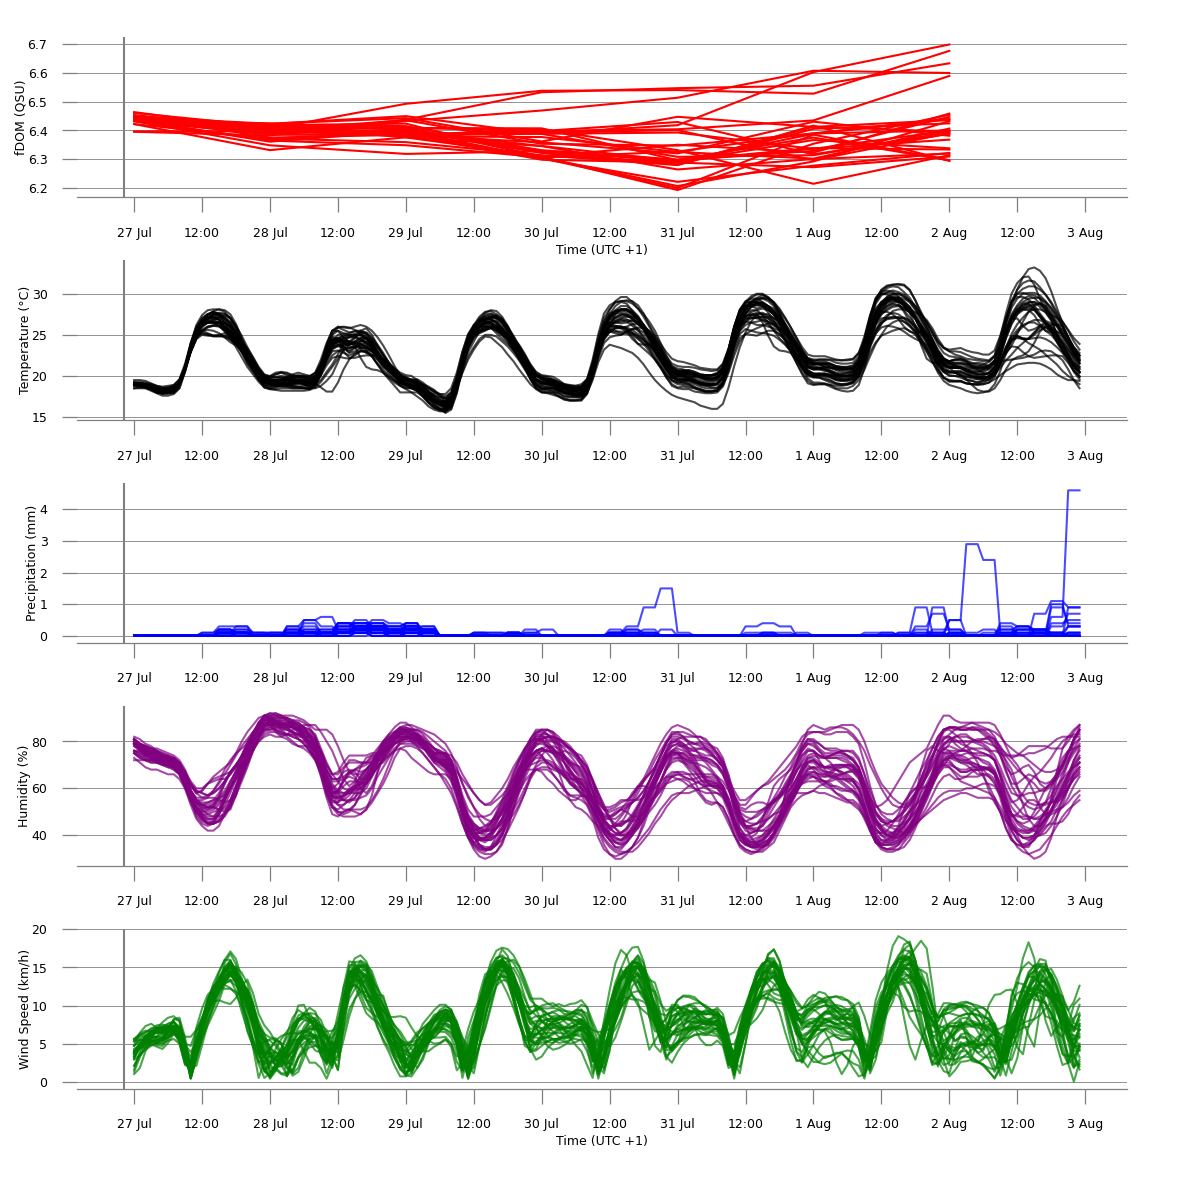 6.7
6.6
6.5
6.4
6.3
6.2
fDOM (QSU)
27 Jul 12:00 28 Jul 12:00 29 Jul 12:00 30 Jul 12:00 31 Jul 12:00 1 Aug 12:00 2 Aug 12:00 3 Aug
Time (UTC +1)
30
25
20
15
Temperature (°C)
27 Jul 12:00 28 Jul 12:00 29 Jul 12:00 30 Jul 12:00 31 Jul 12:00 1 Aug 12:00 2 Aug 12:00 3 Aug
4
3
2
1
0
Precipitation (mm)
27 Jul 12:00 28 Jul 12:00 29 Jul 12:00 30 Jul 12:00 31 Jul 12:00 1 Aug 12:00 2 Aug 12:00 3 Aug
80
60
40
Humidity (%)
27 Jul 12:00 28 Jul 12:00 29 Jul 12:00 30 Jul 12:00 31 Jul 12:00 1 Aug 12:00 2 Aug 12:00 3 Aug
20
15
10
5
0
Wind Speed (km/h)
27 Jul 12:00 28 Jul 12:00 29 Jul 12:00 30 Jul 12:00 31 Jul 12:00 1 Aug 12:00 2 Aug 12:00 3 Aug
Time (UTC +1)